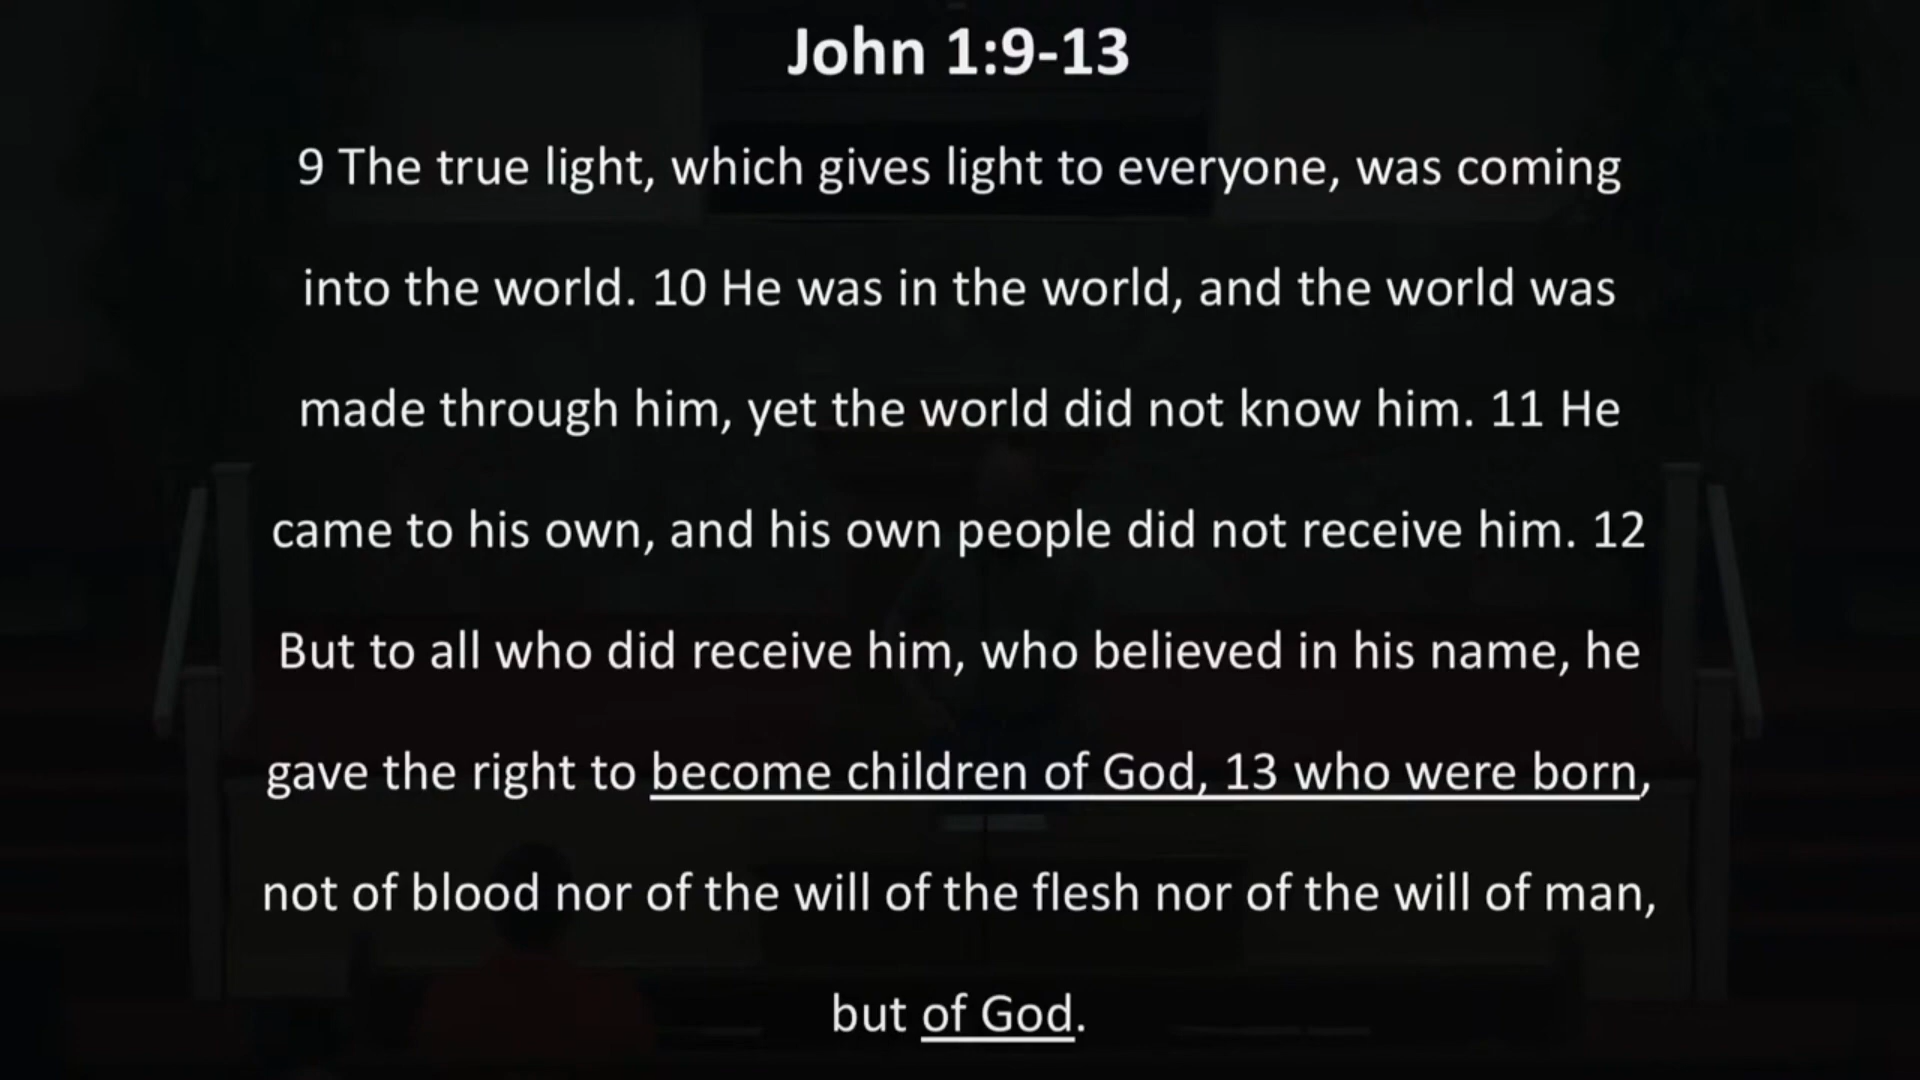 John 1:9-13
9 The true light, which gives light to everyone, was coming
into the world. 10 He was in the world, and the world was
made through him, yet the world did not know him. 11 He
came to his own, and his own people did not receive him. 12
But to all who did receive him, who believed in his name, he
gave the right to become children of God, 13 who were born,
not of blood nor of the will of the flesh nor of the will of man,
but of God.